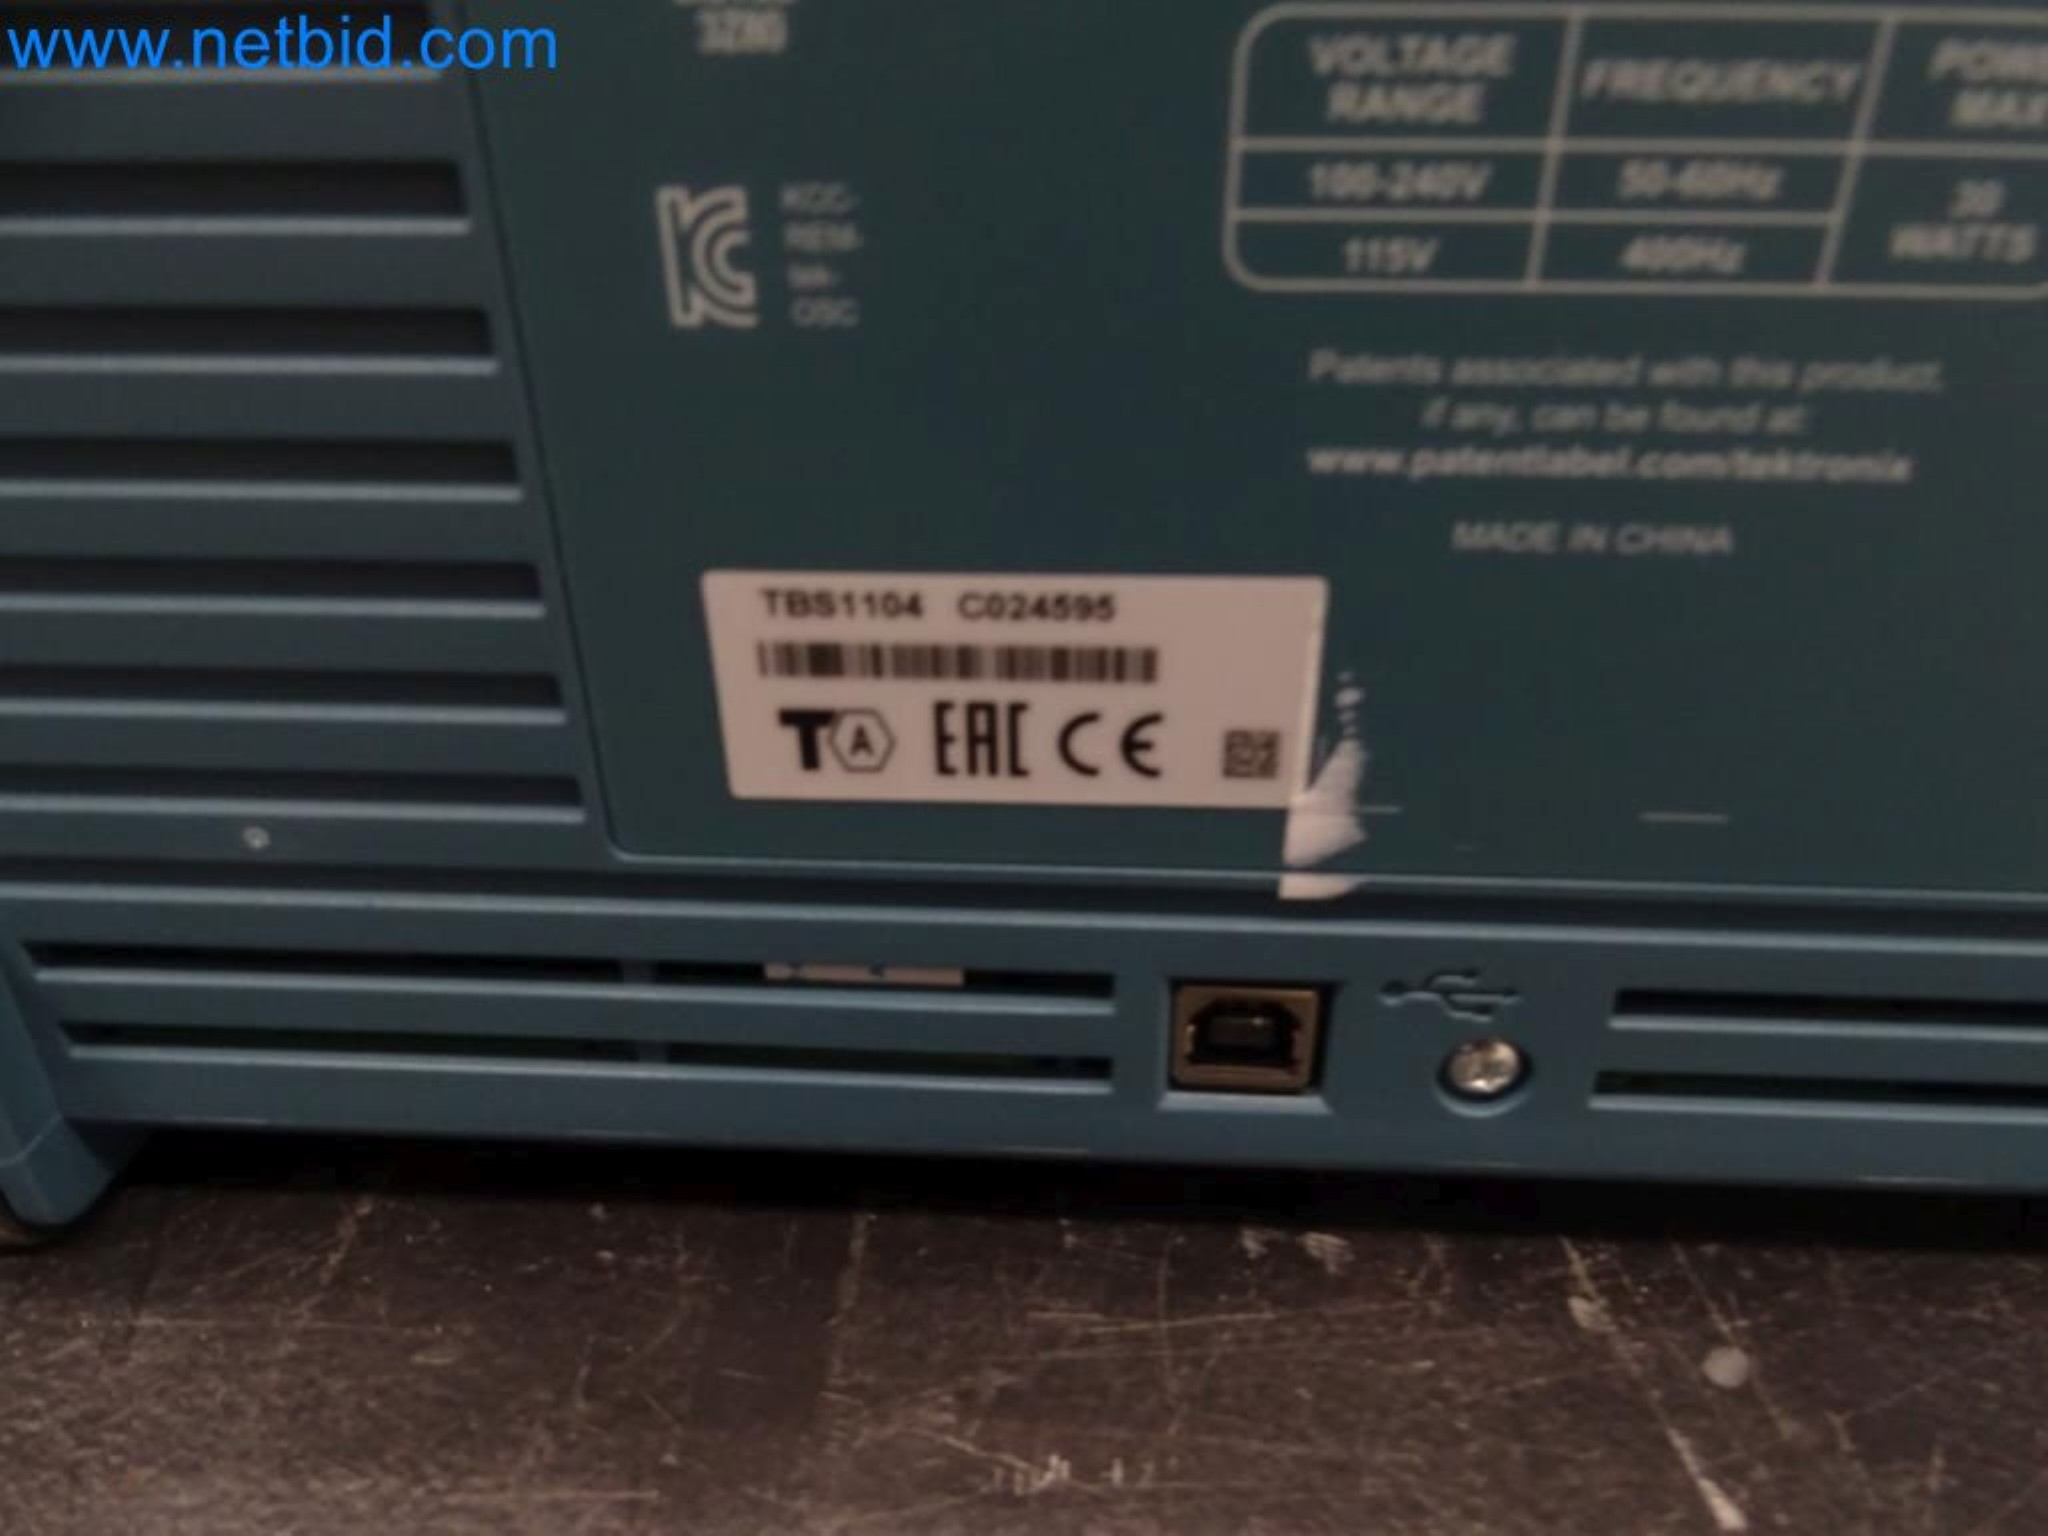 www.netbid.com
VOLTAGE RANGE FREQUENCY
100-240V 50-60Hz
115V 400Hz
WATTS
KCC-
REM-
OSC
Patents associated with this product,
if any, can be found at:
www.patentlabel.com/tektronix
MADE IN CHINA
TBS1104 C024595
T A EAC CE